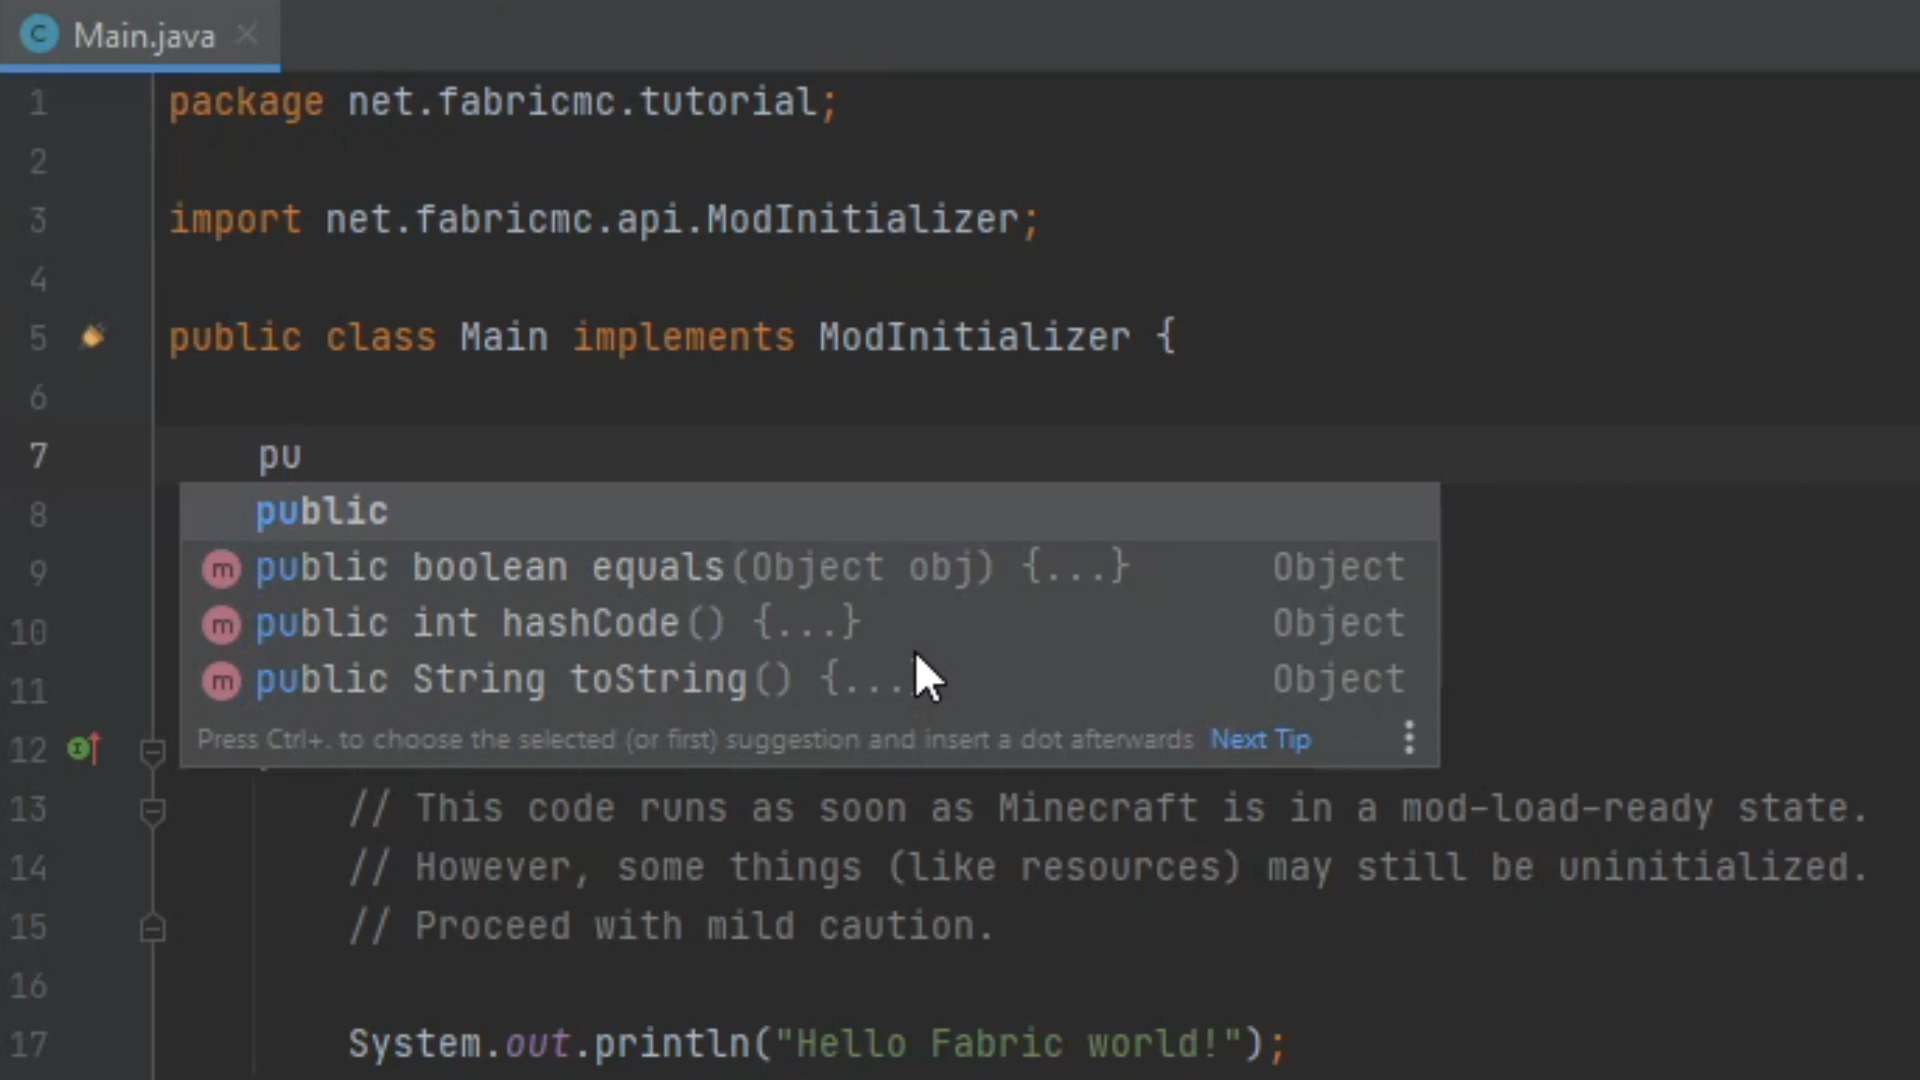 Main.java
1 package net.fabricmc.tutorial;
2
3 import net.fabricmc.api.ModInitializer;
4
5 public class Main implements ModInitializer {
6
7 pu
8 public
9 m public boolean equals(Object obj) {...} Object
10 m public int hashCode() {...} Object
11 m public String toString() {... Object
12 Press Ctrl+. to choose the selected (or first) suggestion and insert a dot afterwards Next Tip
13 // This code runs as soon as Minecraft is in a mod-load-ready state.
14 // However, some things (like resources) may still be uninitialized.
15 // Proceed with mild caution.
16
17 System.out.println("Hello Fabric world!");